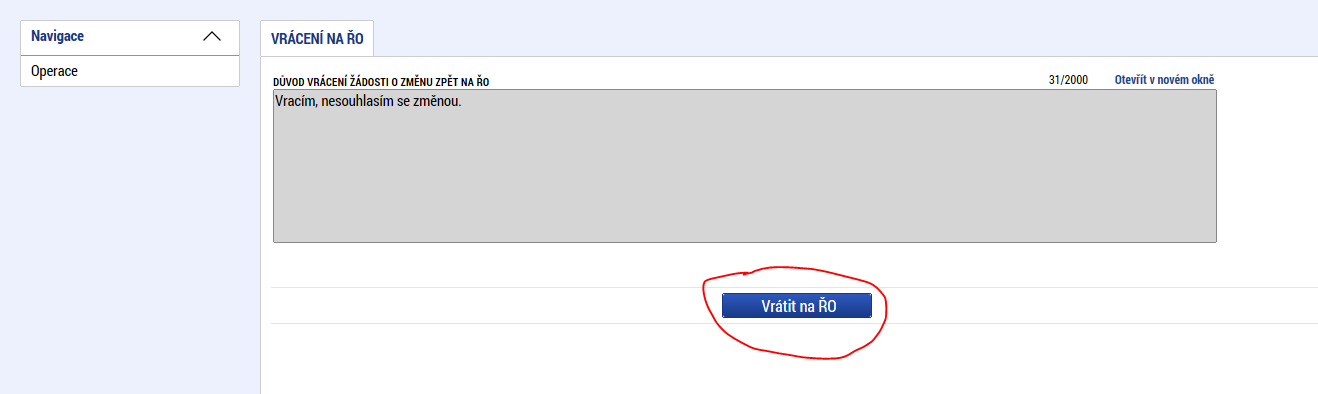 Navigace
Operace
VRÁCENÍ NA ŘO
DŮVOD VRÁCENÍ ŽÁDOSTI O ZMĚNU ZPĚT NA ŘO
31/2000
Otevřít v novém okně
Vracím, nesouhlasím se změnou.
Vrátit na ŘO